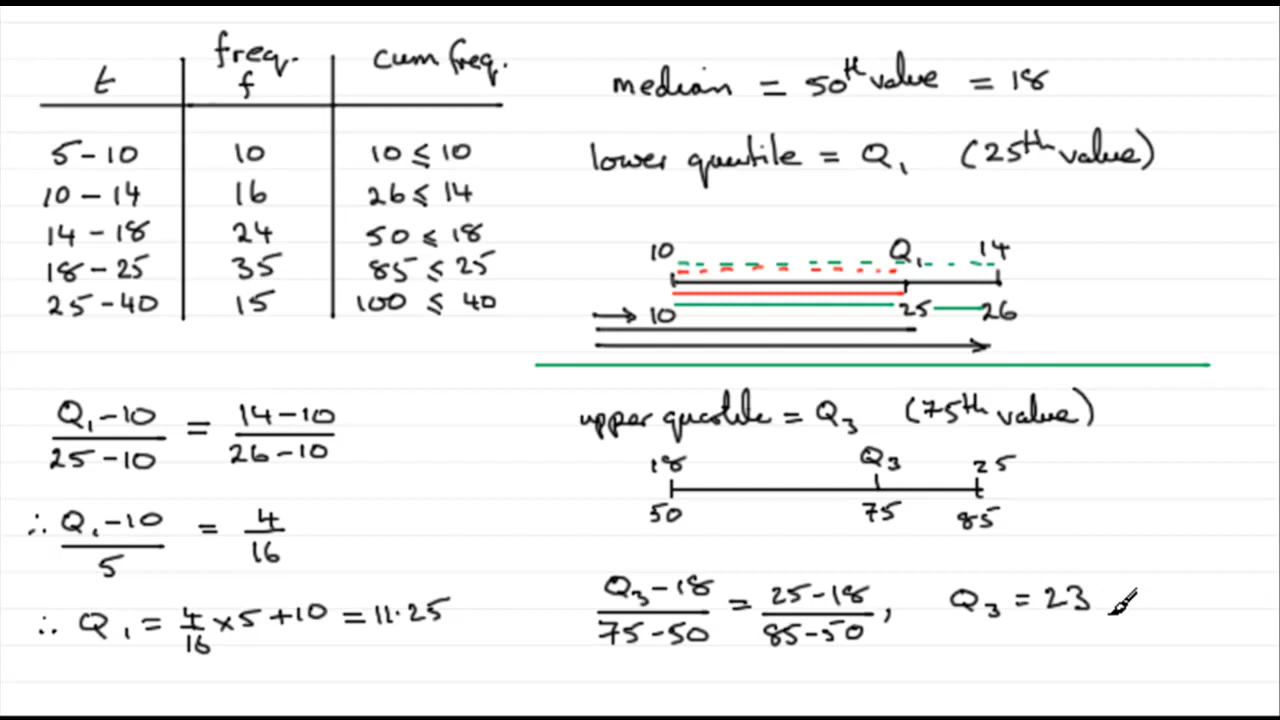 t freq. f cum freq.
5-10 10 10 ≤ 10
10-14 16 26 ≤ 14
14-18 24 50 ≤ 18
18-25 35 85 ≤ 25
25-40 15 100 ≤ 40
median = 50th value = 18
lower quartile = Q₁ (25th value)
10 Q₁ 14
10 25 26
(Q₁-10)/(25-10) = (14-10)/(26-10)
∴ (Q₁-10)/5 = 4/16
∴ Q₁ = 4/16 × 5 + 10 = 11.25
upper quartile = Q₃ (75th value)
18 Q₃ 25
50 75 85
(Q₃-18)/(75-50) = (25-18)/(85-50), Q₃ = 23